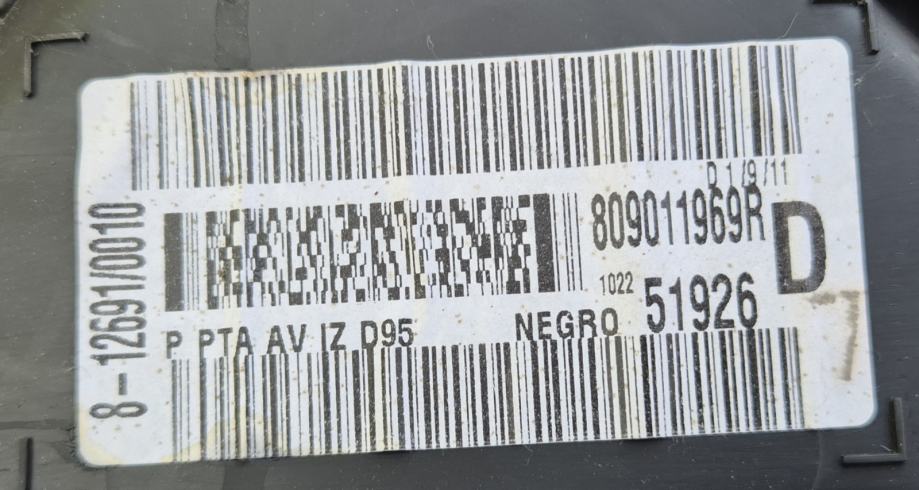 D 1/9/11
809011969R
D
1022 51926
P PTA AV IZ D95 NEGRO
8-12691/0010